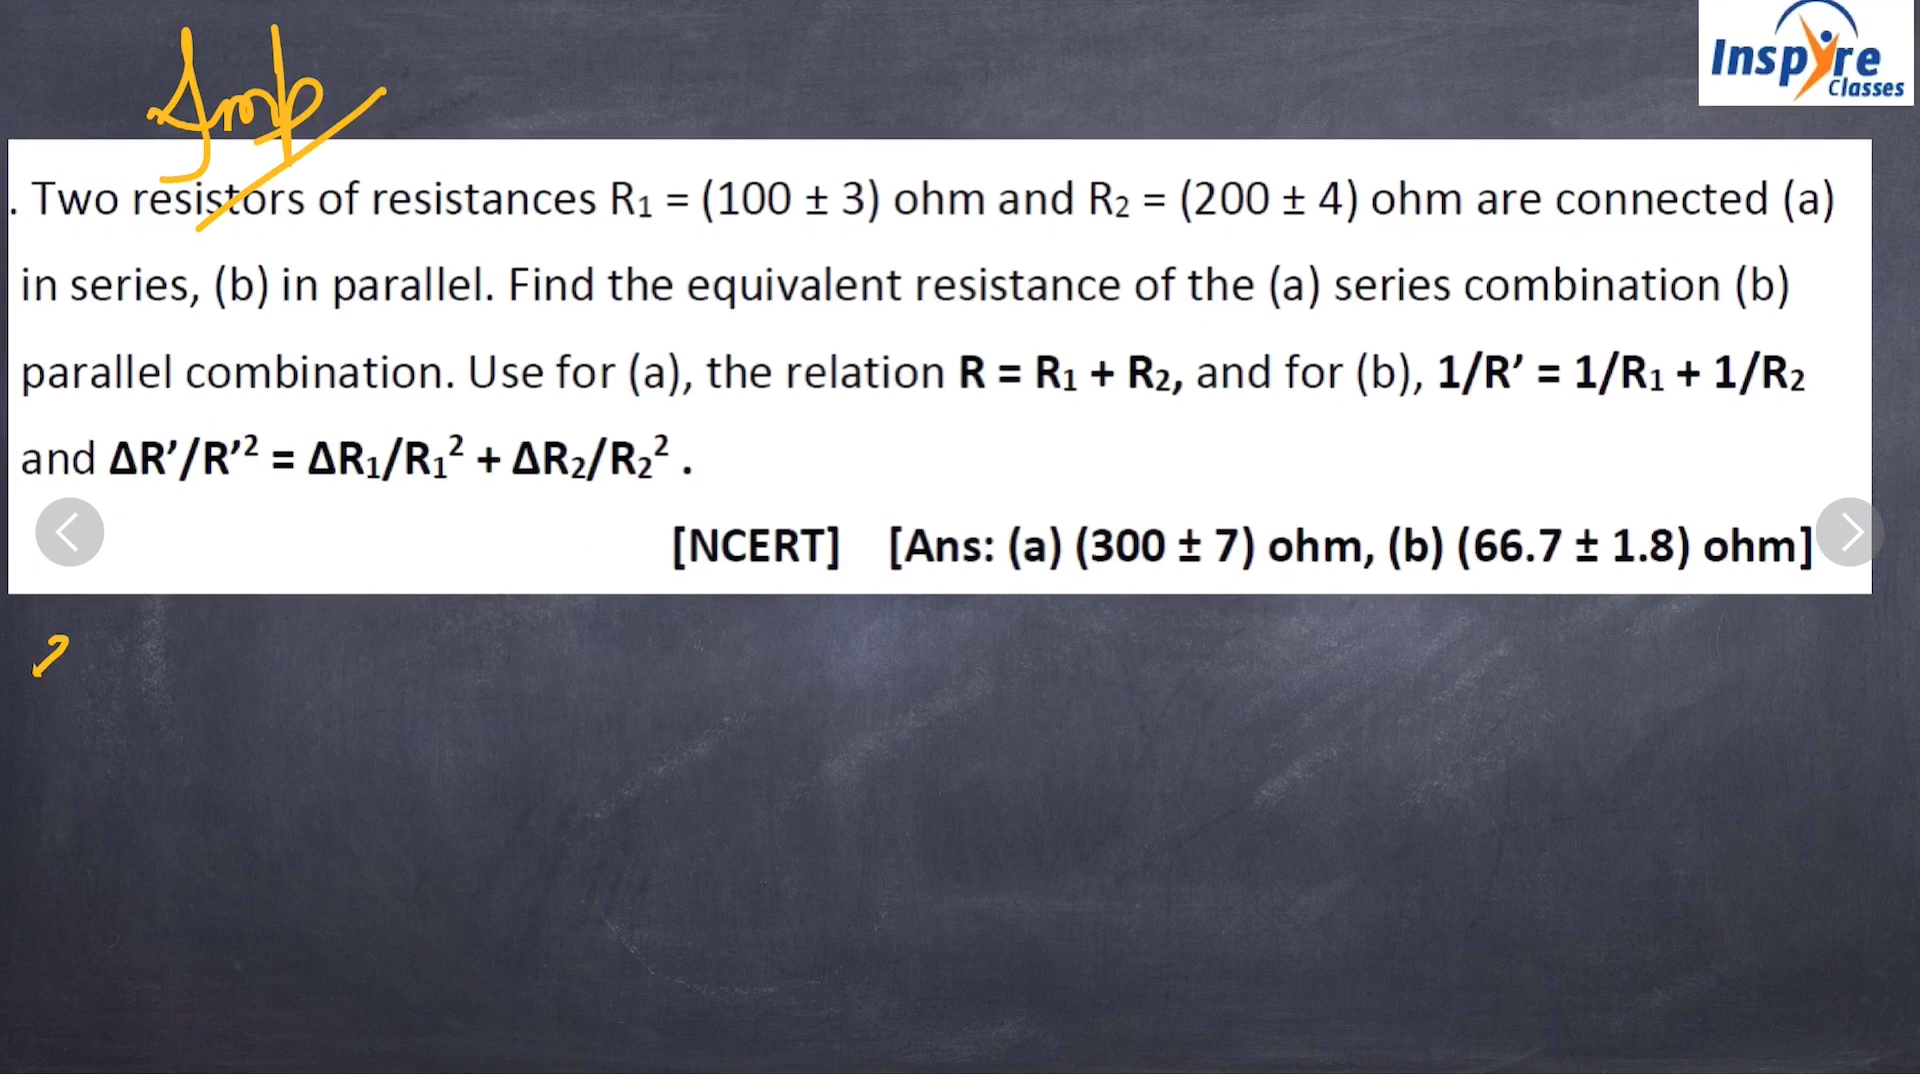 Imp
Inspire
Classes
. Two resistors of resistances R₁ = (100 ± 3) ohm and R₂ = (200 ± 4) ohm are connected (a)
in series, (b) in parallel. Find the equivalent resistance of the (a) series combination (b)
parallel combination. Use for (a), the relation R = R₁ + R₂, and for (b), 1/R’ = 1/R₁ + 1/R₂
and ΔR’/R’² = ΔR₁/R₁² + ΔR₂/R₂² .
[NCERT] [Ans: (a) (300 ± 7) ohm, (b) (66.7 ± 1.8) ohm]